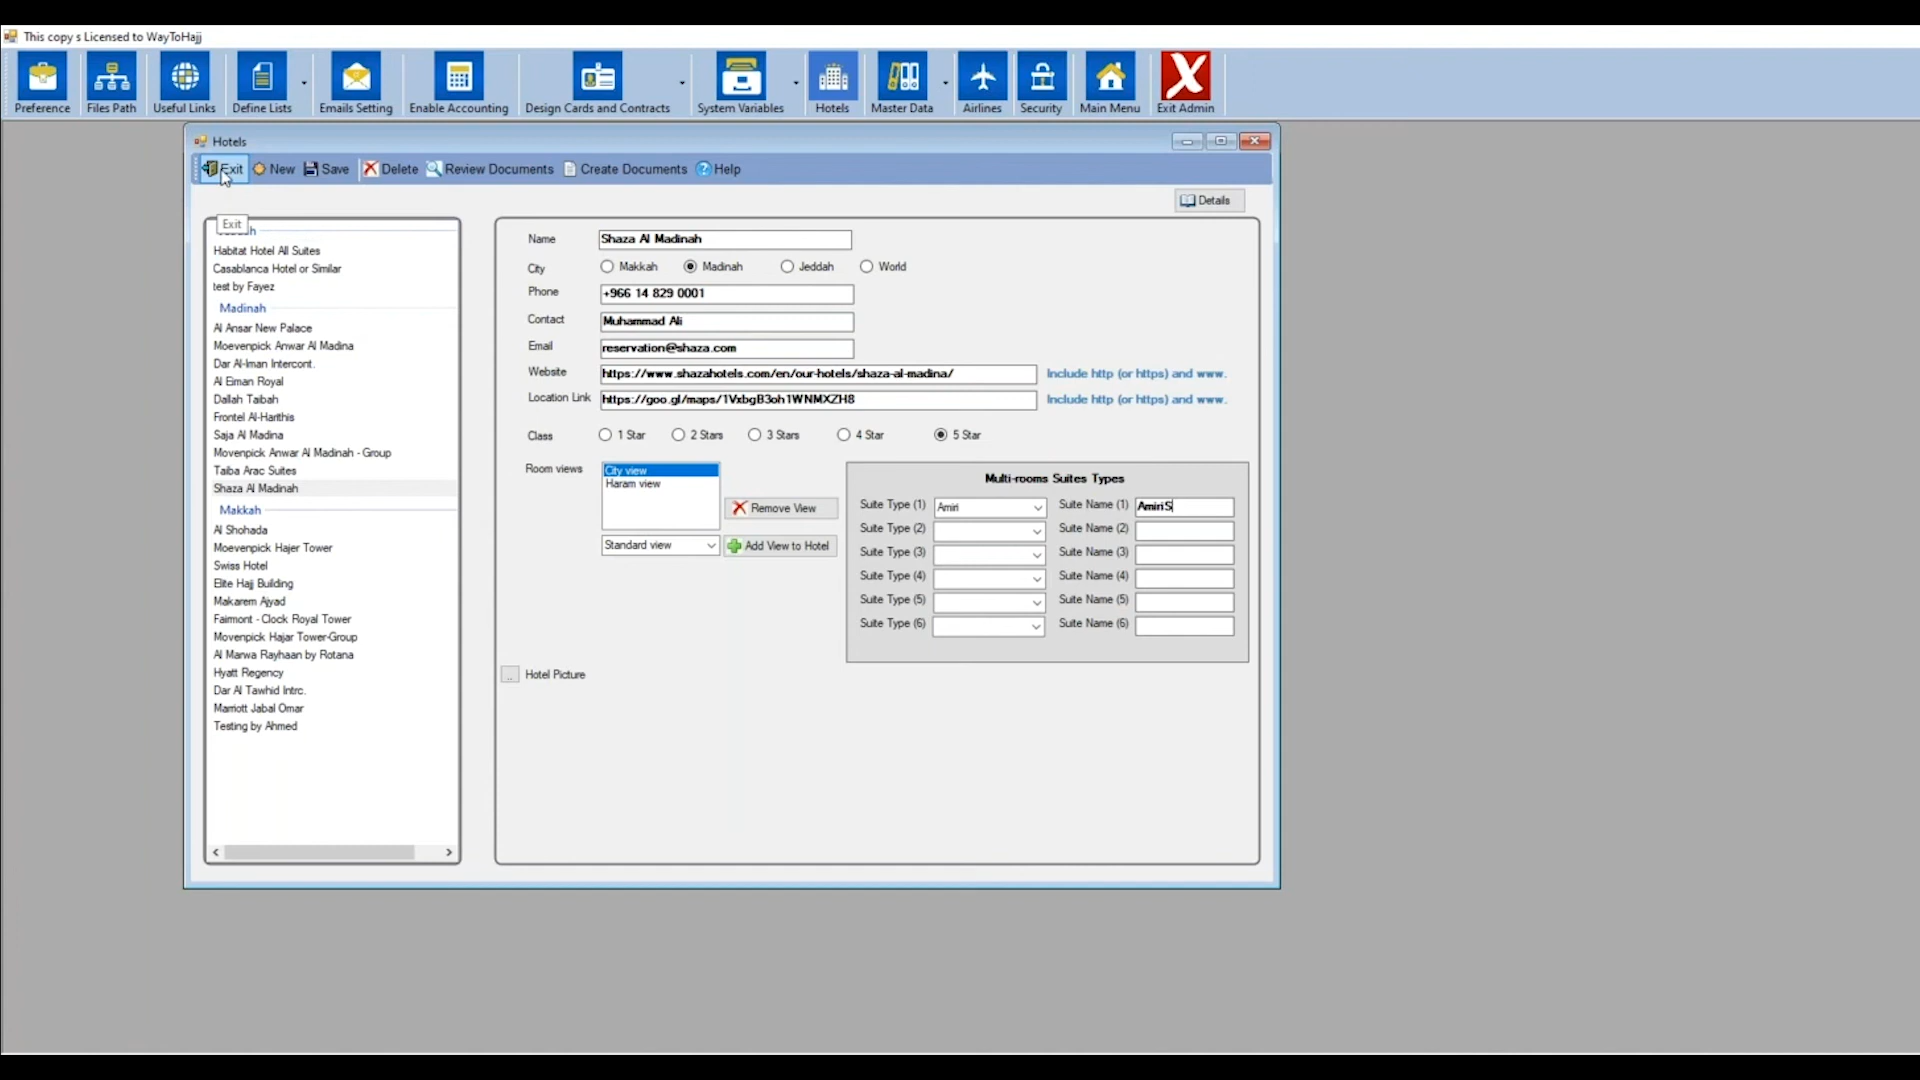 This copy s Licensed to WayToHajj
Preference Files Path Useful Links Define Lists Emails Setting Enable Accounting Design Cards and Contracts System Variables Hotels Master Data Airlines Security Main Menu Exit Admin
Hotels
Exit New Save Delete Review Documents Create Documents Help
Details
Exit
Habitat Hotel All Suites
Casablanca Hotel or Similar
test by Fayez
Madinah
Al Ansar New Palace
Moevenpick Anwar Al Madina
Dar Al-Iman Intercont.
Al Eiman Royal
Dallah Taibah
Frontel Al-Harithis
Saja Al Madina
Movenpick Anwar Al Madinah - Group
Taiba Arac Suites
Shaza Al Madinah
Makkah
Al Shohada
Moevenpick Hajer Tower
Swiss Hotel
Elite Hajj Building
Makarem Ajyad
Fairmont - Clock Royal Tower
Movenpick Hajar Tower-Group
Al Marwa Rayhaan by Rotana
Hyatt Regency
Dar Al Tawhid Intrc.
Marriott Jabal Omar
Testing by Ahmed
Name Shaza Al Madinah
City Makkah Madinah Jeddah World
Phone +966 14 829 0001
Contact Muhammad Ali
Email reservation@shaza.com
Website https://www.shazahotels.com/en/our-hotels/shaza-al-madina/ Include http (or https) and www.
Location Link https://goo.gl/maps/1VxbgB3oh1WNMXZH8 Include http (or https) and www.
Class 1 Star 2 Stars 3 Stars 4 Star 5 Star
Room views City view
Haram view
Remove View
Standard view Add View to Hotel
Multi-rooms Suites Types
Suite Type (1) Amiri Suite Name (1) Amiri S
Suite Type (2) Suite Name (2)
Suite Type (3) Suite Name (3)
Suite Type (4) Suite Name (4)
Suite Type (5) Suite Name (5)
Suite Type (6) Suite Name (6)
.. Hotel Picture